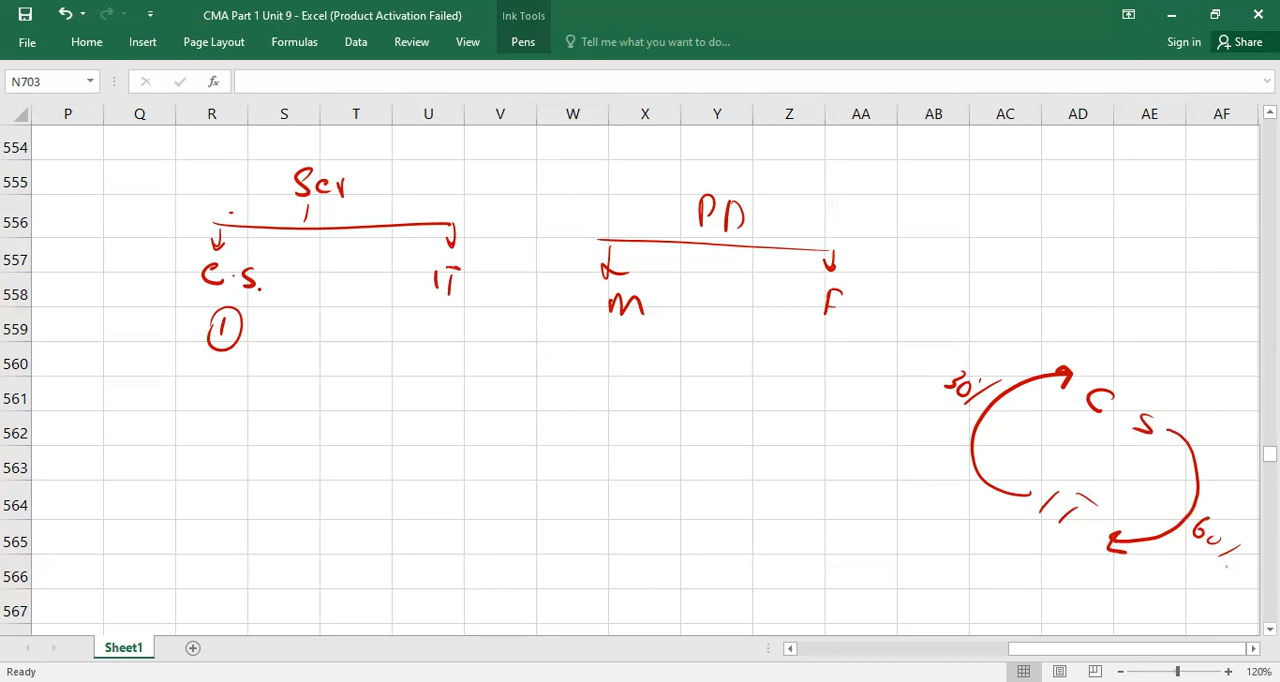 CMA Part 1 Unit 9 - Excel (Product Activation Failed)
Ink Tools
File Home Insert Page Layout Formulas Data Review View Pens Tell me what you want to do... Sign in Share
N703
P Q R S T U V W X Y Z AA AB AC AD AE AF
554
555
Ser
556
PD
557
C.S. IT
558
M F
559
1
560
561
50% C
562
S
563
564
IT
565
60%
566
567
Sheet1
Ready 120%